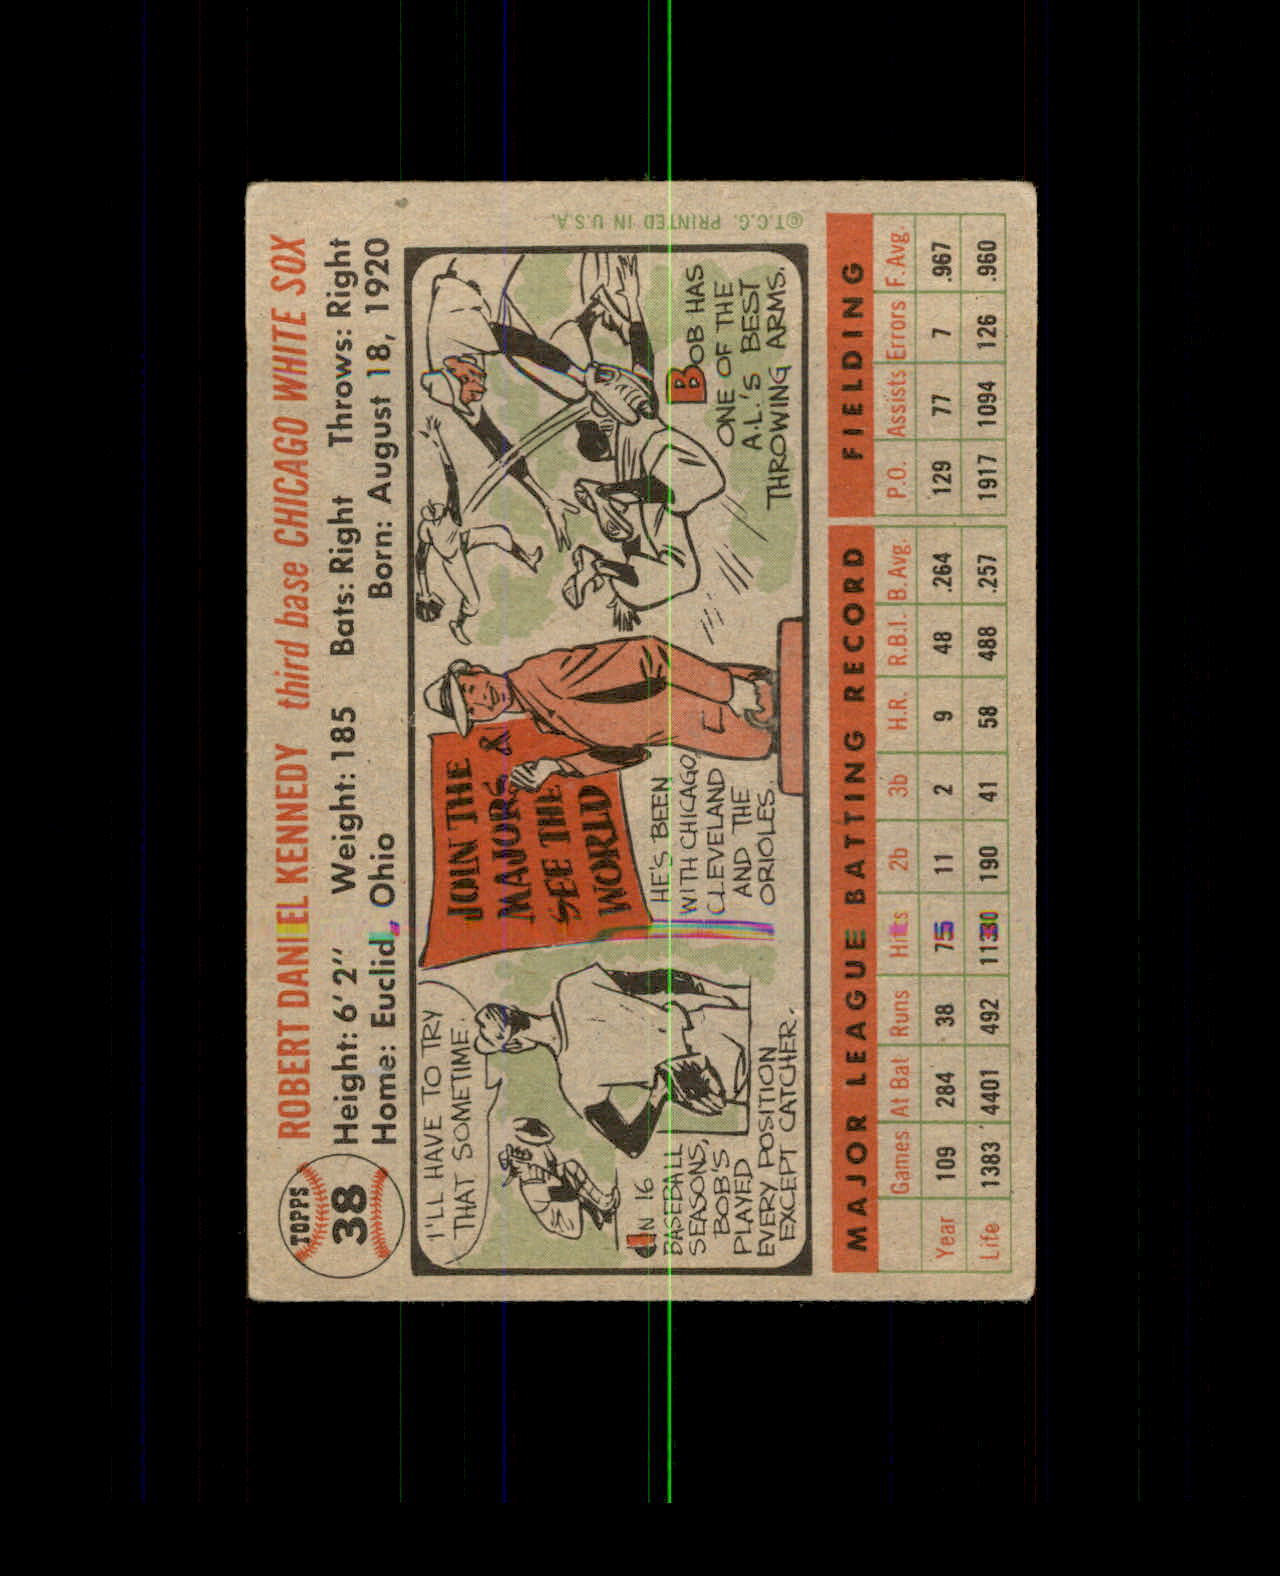 TOPPS
38
ROBERT DANIEL KENNEDY third base CHICAGO WHITE SOX
Height: 6' 2" Weight: 185 Bats: Right Throws: Right
Home: Euclid, Ohio Born: August 18, 1920
I'LL HAVE TO TRY
THAT SOMETIME.
IN 16
BASEBALL
SEASONS,
BOB'S
PLAYED
EVERY POSITION
EXCEPT CATCHER.
JOIN THE
MAJORS &
SEE THE
WORLD
HE'S BEEN
WITH CHICAGO,
CLEVELAND
AND THE
ORIOLES.
BOB HAS
ONE OF THE
A.L.'S BEST
THROWING ARMS.
©T.C.G. PRINTED IN U.S.A.
MAJOR LEAGUE BATTING RECORD FIELDING
Games At Bat Runs Hits 2b 3b H.R. R.B.I. B.Avg. P.O. Assists Errors F.Avg.
Year 109 284 38 75 11 2 9 48 .264 129 77 7 .967
Life 1383 4401 492 1130 190 41 58 488 .257 1917 1094 126 .960